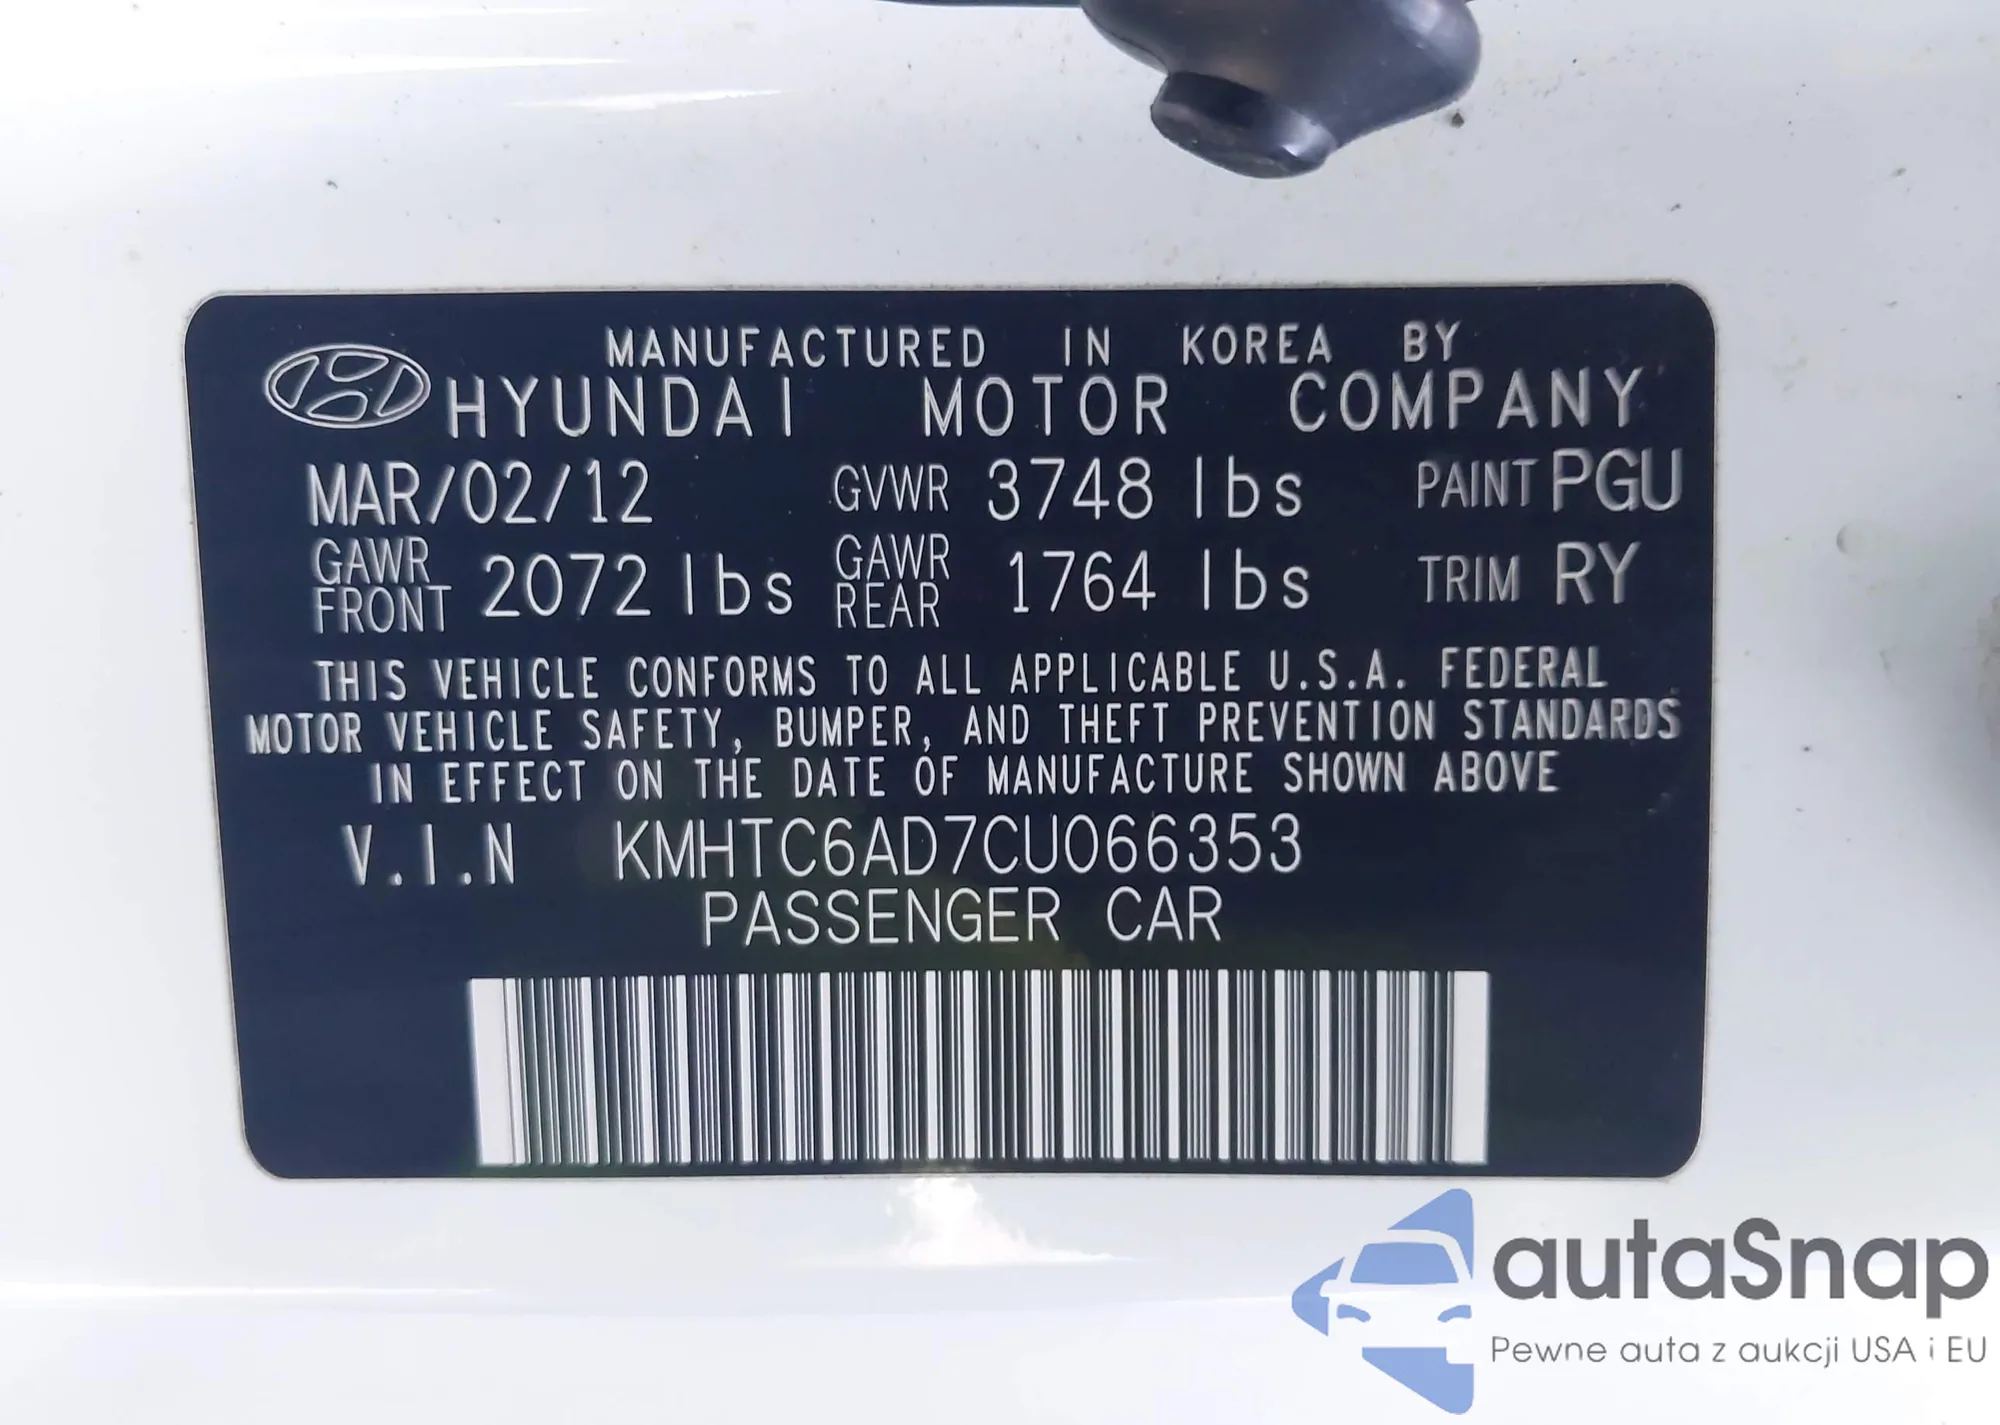 MANUFACTURED IN KOREA BY
HYUNDAI MOTOR COMPANY
MAR/02/12 GVWR 3748 lbs PAINT PGU
GAWR FRONT 2072 lbs GAWR REAR 1764 lbs TRIM RY
THIS VEHICLE CONFORMS TO ALL APPLICABLE U.S.A. FEDERAL
MOTOR VEHICLE SAFETY, BUMPER, AND THEFT PREVENTION STANDARDS
IN EFFECT ON THE DATE OF MANUFACTURE SHOWN ABOVE
V.I.N KMHTC6AD7CU066353
PASSENGER CAR
autaSnap
Pewne auta z aukcji USA i EU